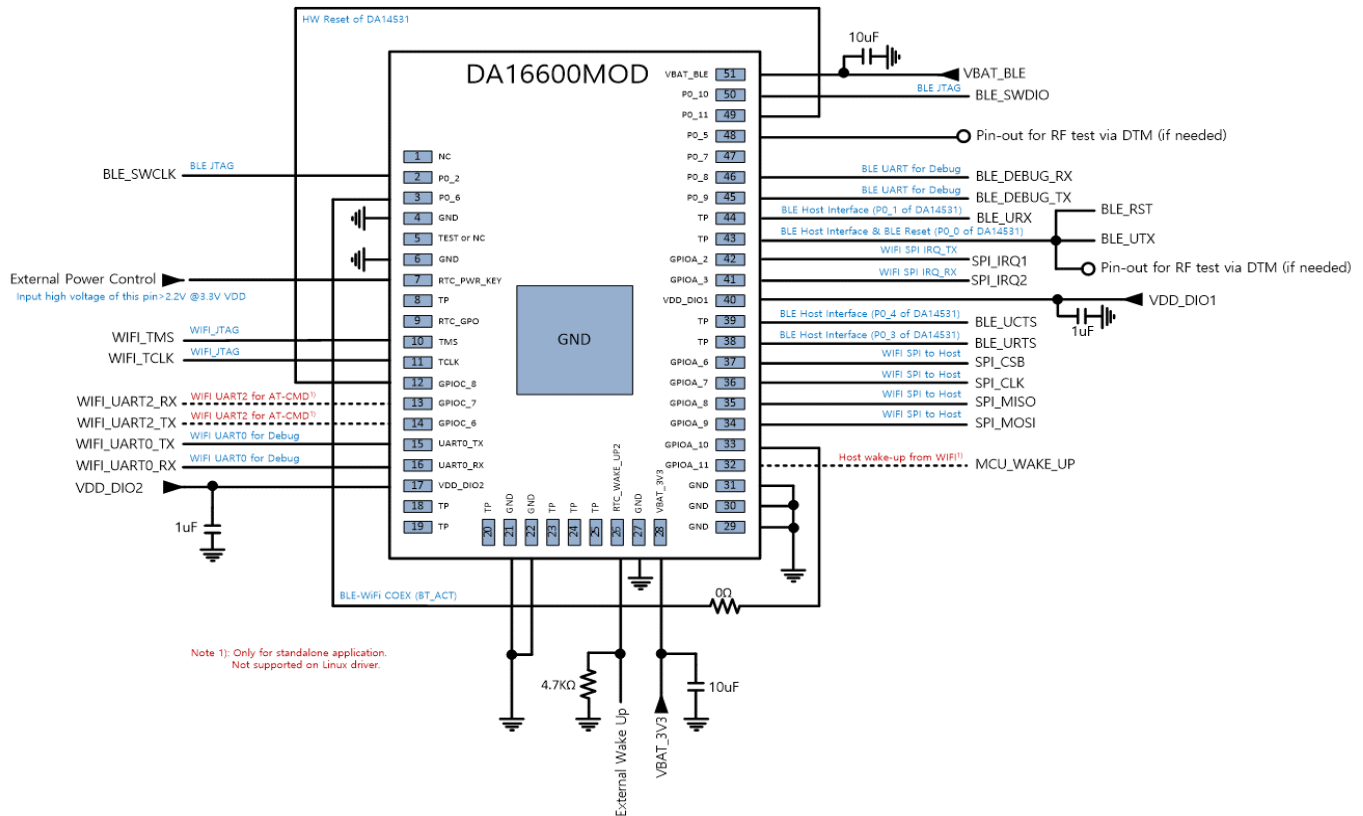 HW Reset of DA14531
10uF
DA16600MOD
VBAT_BLE 51
VBAT_BLE
P0_10 50
BLE JTAG
BLE_SWDIO
P0_11 49
P0_5 48
Pin-out for RF test via DTM (if needed)
1 NC
P0_7 47
BLE_SWCLK
BLE JTAG
2 P0_2
P0_8 46
BLE UART for Debug
BLE_DEBUG_RX
3 P0_6
P0_9 45
BLE UART for Debug
BLE_DEBUG_TX
4 GND
TP 44
BLE Host Interface (P0_1 of DA14531)
BLE_URX
BLE_RST
5 TEST or NC
TP 43
BLE Host Interface & BLE Reset (P0_0 of DA14531)
BLE_UTX
6 GND
GPIOA_2 42
WIFI SPI IRQ_TX
SPI_IRQ1
Pin-out for RF test via DTM (if needed)
External Power Control
7 RTC_PWR_KEY
GPIOA_3 41
WIFI SPI IRQ_RX
SPI_IRQ2
Input high voltage of this pin>2.2V @3.3V VDD
8 TP
VDD_DIO1 40
VDD_DIO1
1uF
9 RTC_GPO
GND
TP 39
BLE Host Interface (P0_4 of DA14531)
BLE_UCTS
WIFI_TMS
WIFI_JTAG
10 TMS
TP 38
BLE Host Interface (P0_3 of DA14531)
BLE_URTS
WIFI_TCLK
WIFI_JTAG
11 TCLK
GPIOA_6 37
WIFI SPI to Host
SPI_CSB
12 GPIOC_8
GPIOA_7 36
WIFI SPI to Host
SPI_CLK
WIFI_UART2_RX
WIFI UART2 for AT-CMD1)
13 GPIOC_7
GPIOA_8 35
WIFI SPI to Host
SPI_MISO
WIFI_UART2_TX
WIFI UART2 for AT-CMD1)
14 GPIOC_6
GPIOA_9 34
WIFI SPI to Host
SPI_MOSI
WIFI_UART0_TX
WIFI UART0 for Debug
15 UART0_TX
GPIOA_10 33
WIFI_UART0_RX
WIFI UART0 for Debug
16 UART0_RX
GPIOA_11 32
Host wake-up from WIFI1)
MCU_WAKE_UP
VDD_DIO2
17 VDD_DIO2
GND 31
1uF
18 TP
GND 30
19 TP
GND 29
20 TP
21 GND
22 GND
23 TP
24 TP
25 TP
26 RTC_WAKE_UP2
27 GND
28 VBAT_3V3
BLE-WiFi COEX (BT_ACT)
0Ω
Note 1): Only for standalone application.
Not supported on Linux driver.
4.7KΩ
10uF
External Wake Up
VBAT_3V3